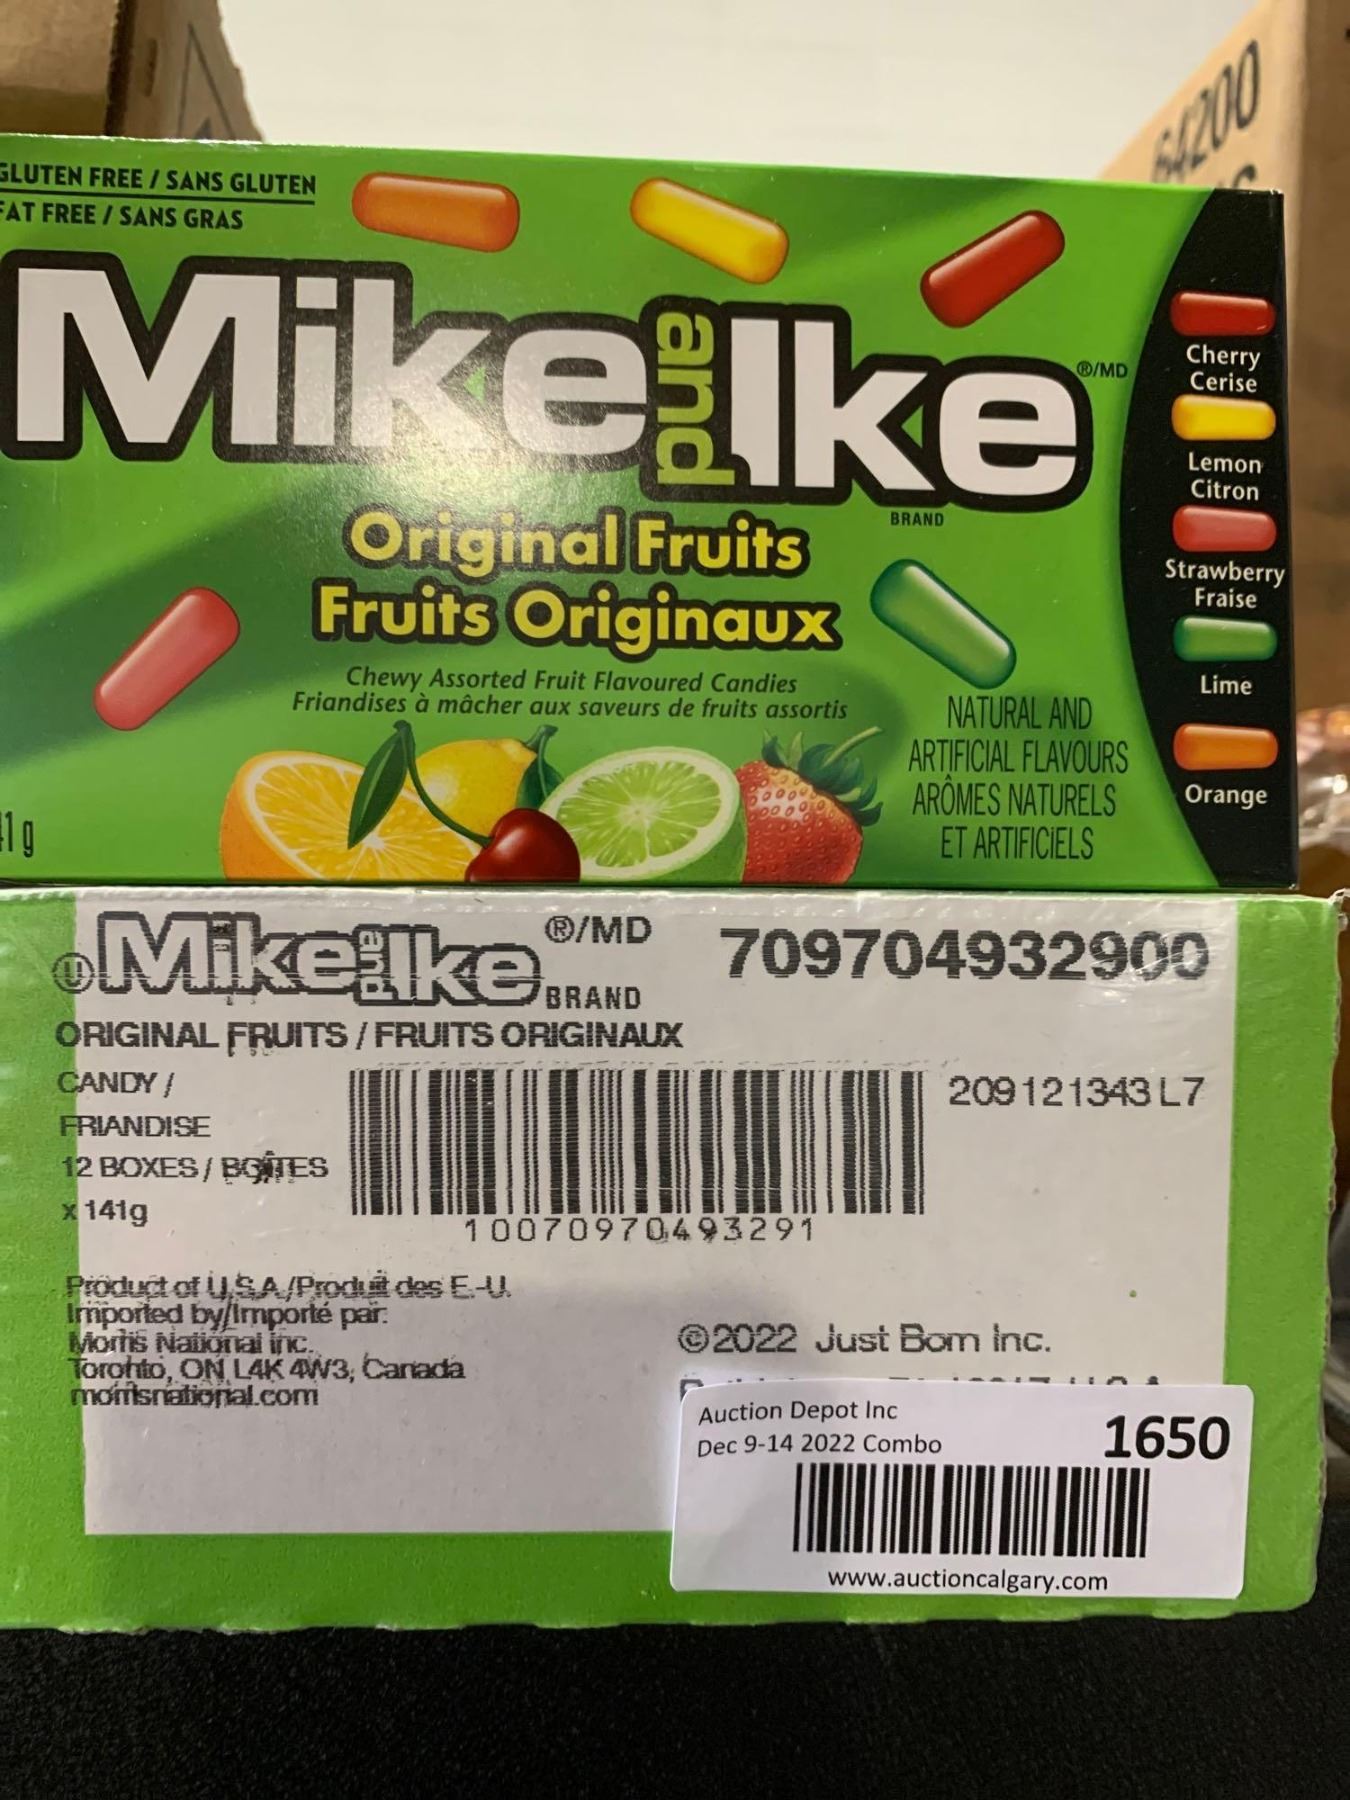 64200
GLUTEN FREE / SANS GLUTEN
FAT FREE / SANS GRAS
Mike and Ike ®/MD
BRAND
Original Fruits
Fruits Originaux
Chewy Assorted Fruit Flavoured Candies
Friandises à mâcher aux saveurs de fruits assortis
NATURAL AND
ARTIFICIAL FLAVOURS
ARÔMES NATURELS
ET ARTIFICIELS
Cherry
Cerise
Lemon
Citron
Strawberry
Fraise
Lime
Orange
41 g
U Mike and Ike ®/MD
BRAND
709704932900
ORIGINAL FRUITS / FRUITS ORIGINAUX
CANDY /
FRIANDISE
12 BOXES / BOÎTES
x 141g
209121343 L7
10070970493291
Product of U.S.A./Produit des E.-U.
Imported by/Importé par:
Morris National inc.
Toronto, ON L4K 4W3, Canada
morrisnational.com
©2022 Just Born Inc.
Auction Depot Inc
Dec 9-14 2022 Combo
1650
www.auctioncalgary.com